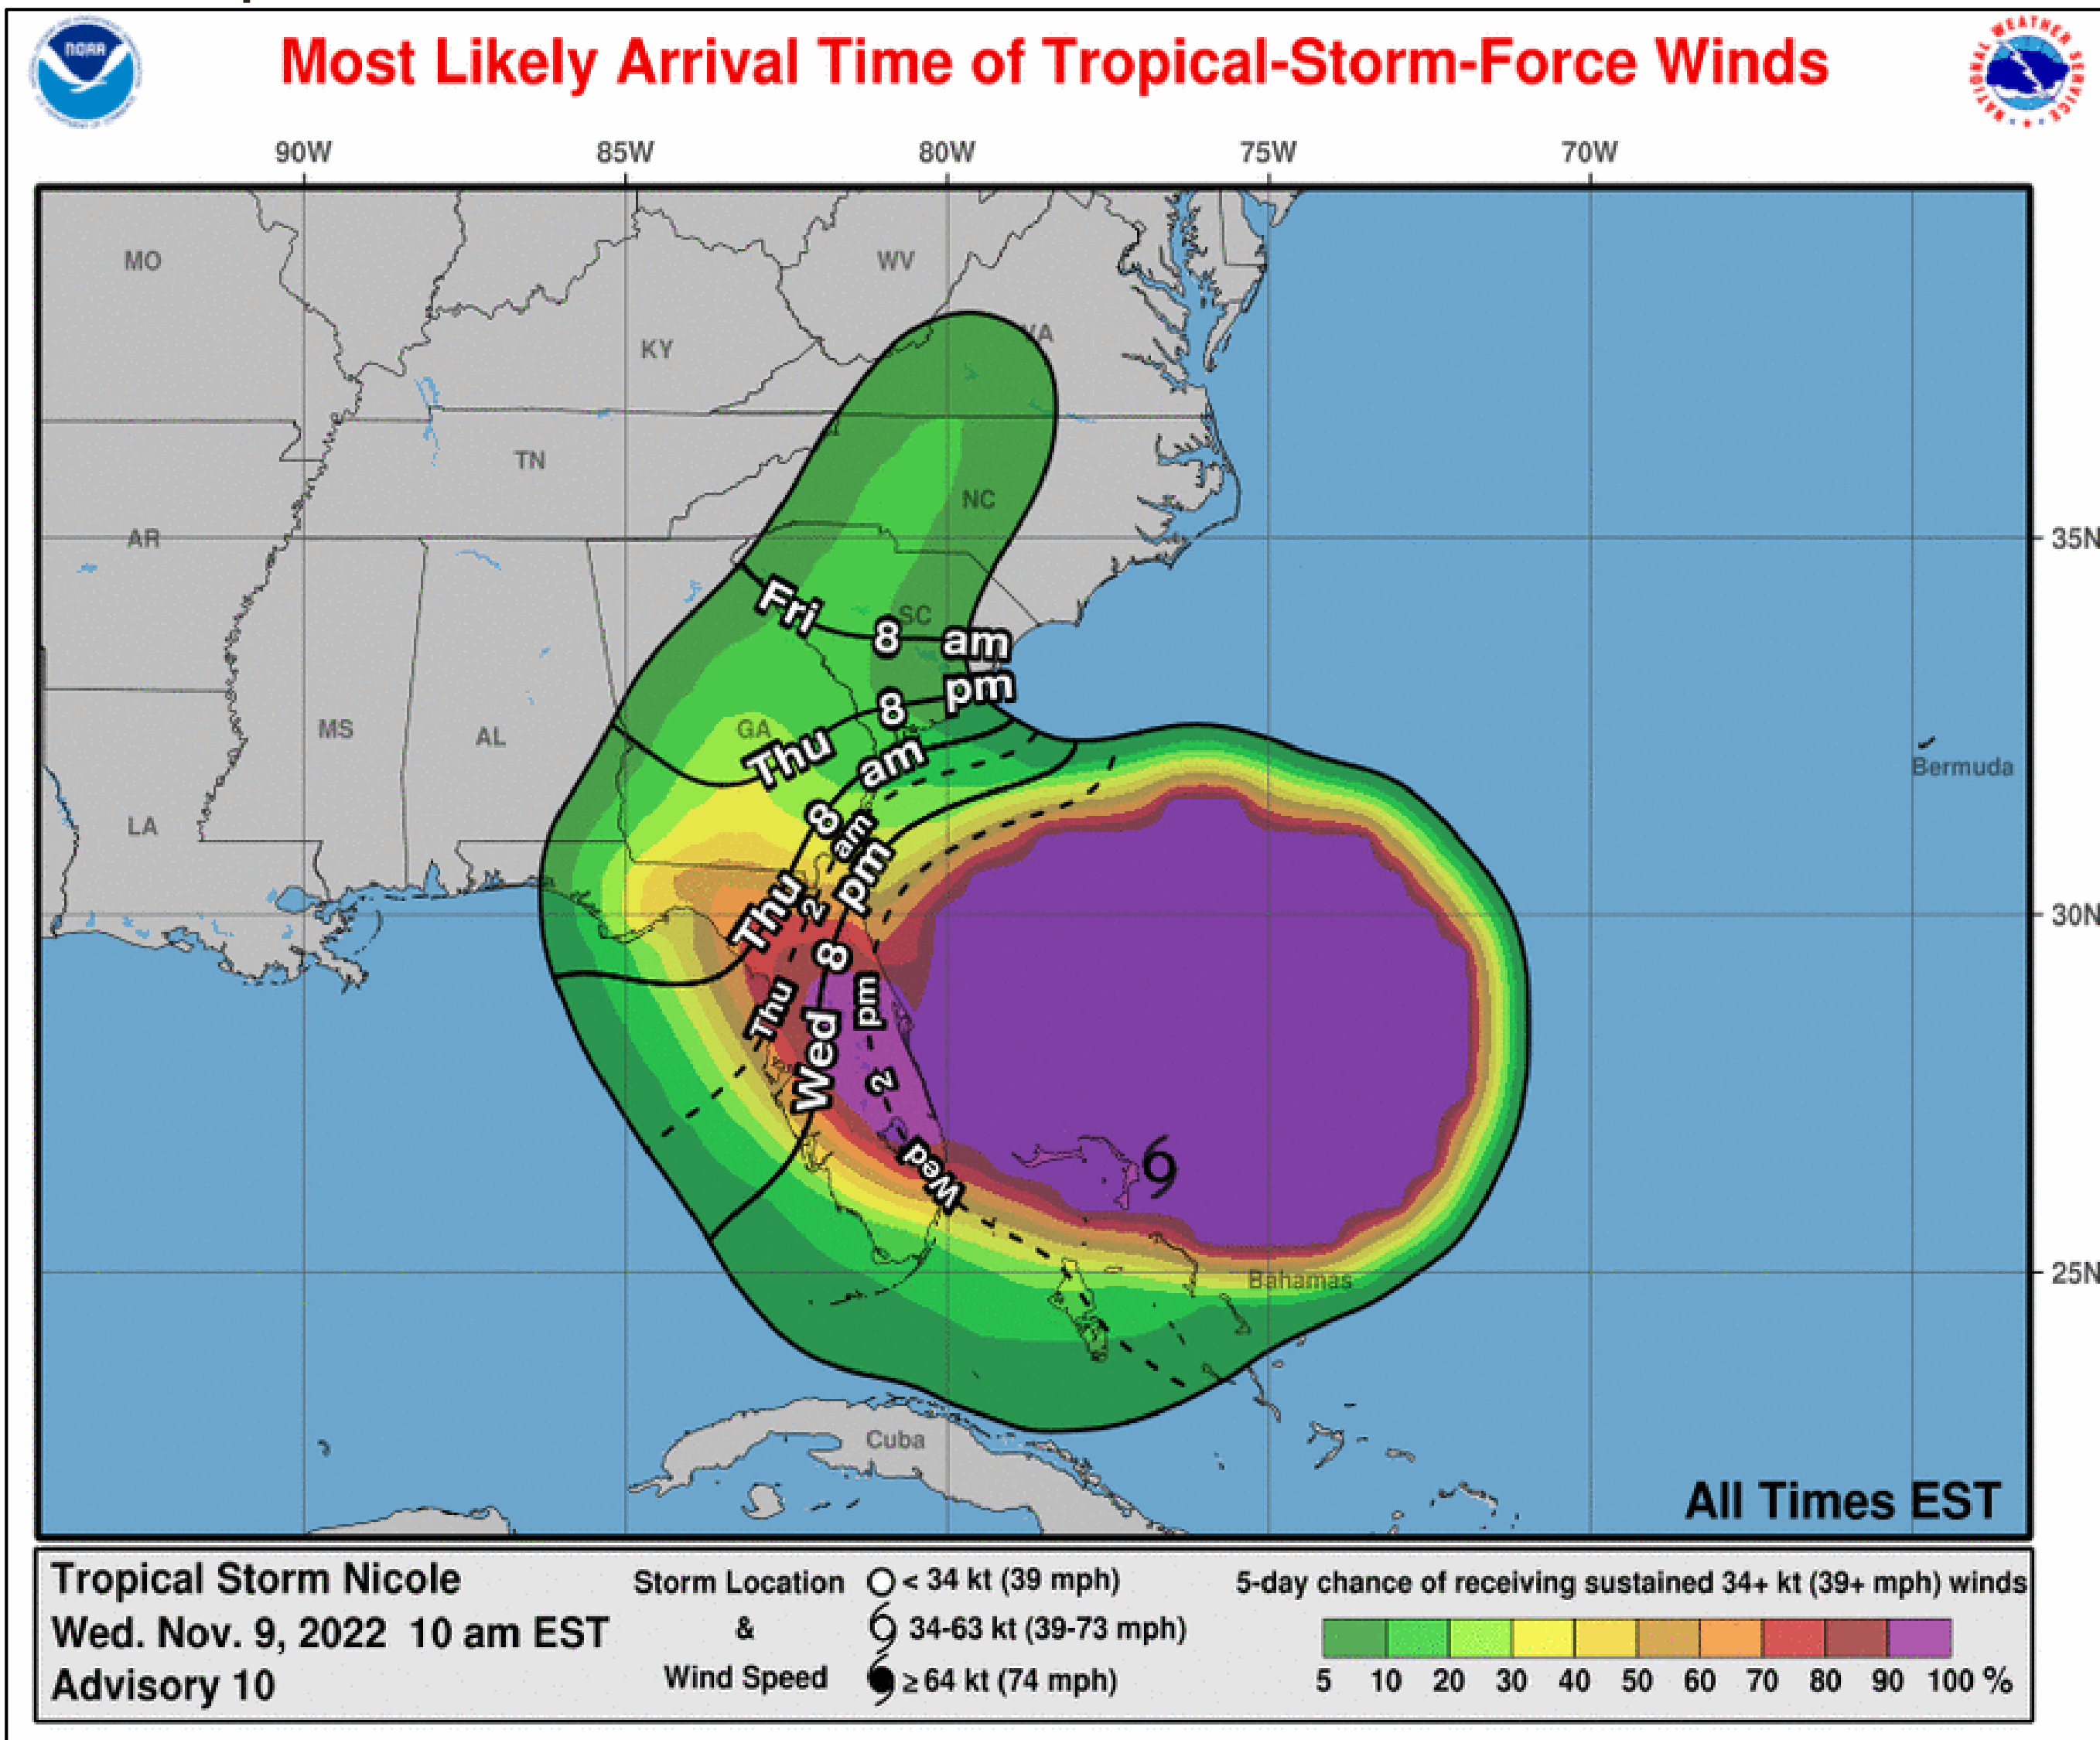 NOAA
Most Likely Arrival Time of Tropical-Storm-Force Winds
NATIONAL WEATHER SERVICE
90W 85W 80W 75W 70W
MO
WV
VA
KY
TN
NC
AR
35N
Fri 8 am
SC
Thu 8 pm
GA
MS
AL
LA
Bermuda
Thu 8 am
Thu 2 am
Wed 8 pm
Wed 2 pm
30N
25N
Bahamas
Cuba
All Times EST
Tropical Storm Nicole
Wed. Nov. 9, 2022 10 am EST
Advisory 10
Storm Location
&
Wind Speed
< 34 kt (39 mph)
34-63 kt (39-73 mph)
≥ 64 kt (74 mph)
5-day chance of receiving sustained 34+ kt (39+ mph) winds
5 10 20 30 40 50 60 70 80 90 100 %